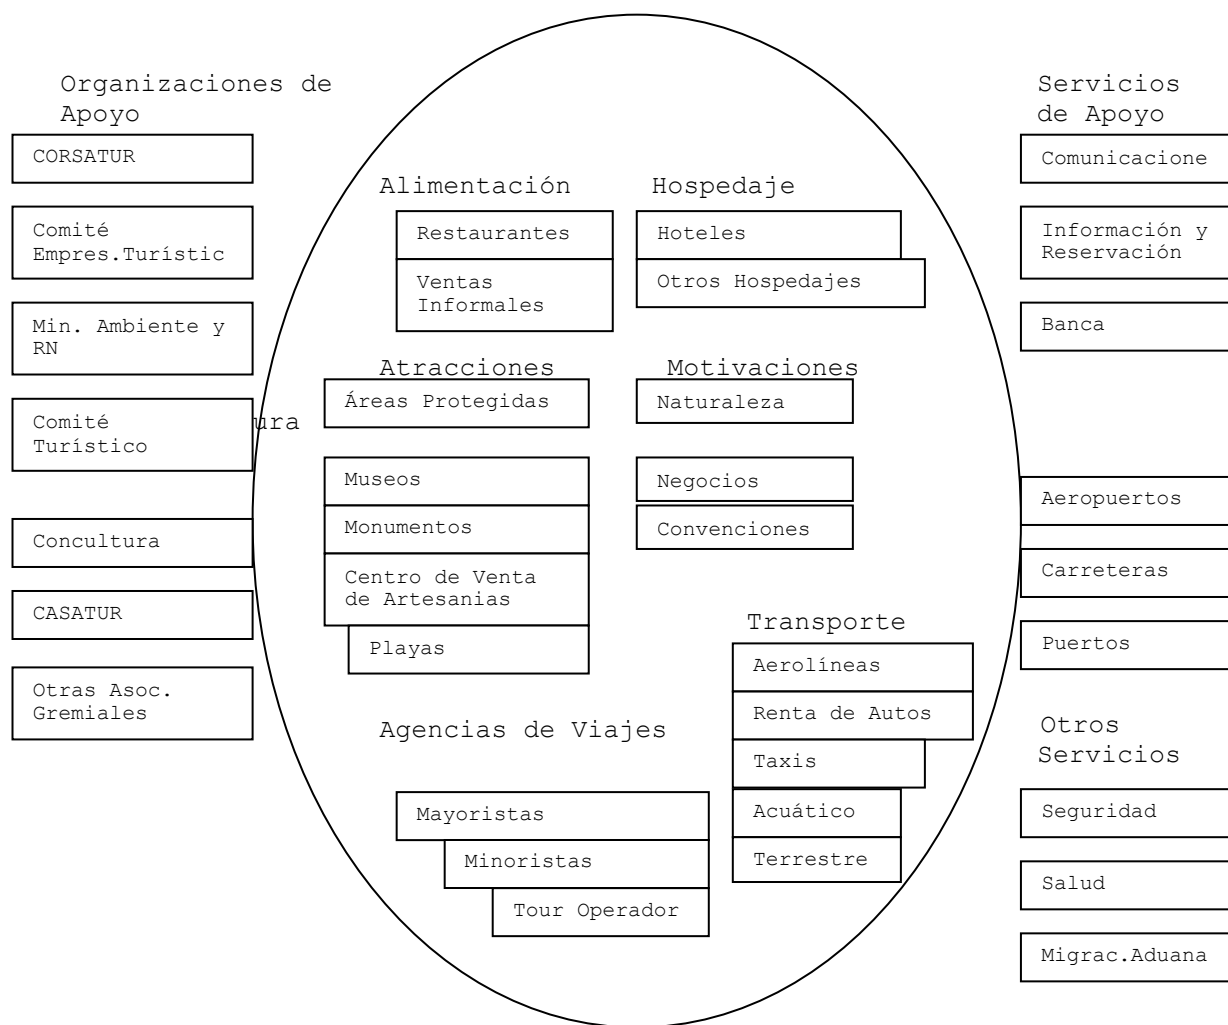 Organizaciones de
Apoyo
CORSATUR
Comité
Empres.Turístic
Min. Ambiente y
RN
Comité
Turístico
ura
Concultura
CASATUR
Otras Asoc.
Gremiales
Alimentación
Restaurantes
Ventas
Informales
Hospedaje
Hoteles
Otros Hospedajes
Atracciones
Áreas Protegidas
Museos
Monumentos
Centro de Venta
de Artesanias
Playas
Motivaciones
Naturaleza
Negocios
Convenciones
Agencias de Viajes
Mayoristas
Minoristas
Tour Operador
Transporte
Aerolíneas
Renta de Autos
Taxis
Acuático
Terrestre
Servicios
de Apoyo
Comunicacione
Información y
Reservación
Banca
Aeropuertos
Carreteras
Puertos
Otros
Servicios
Seguridad
Salud
Migrac.Aduana